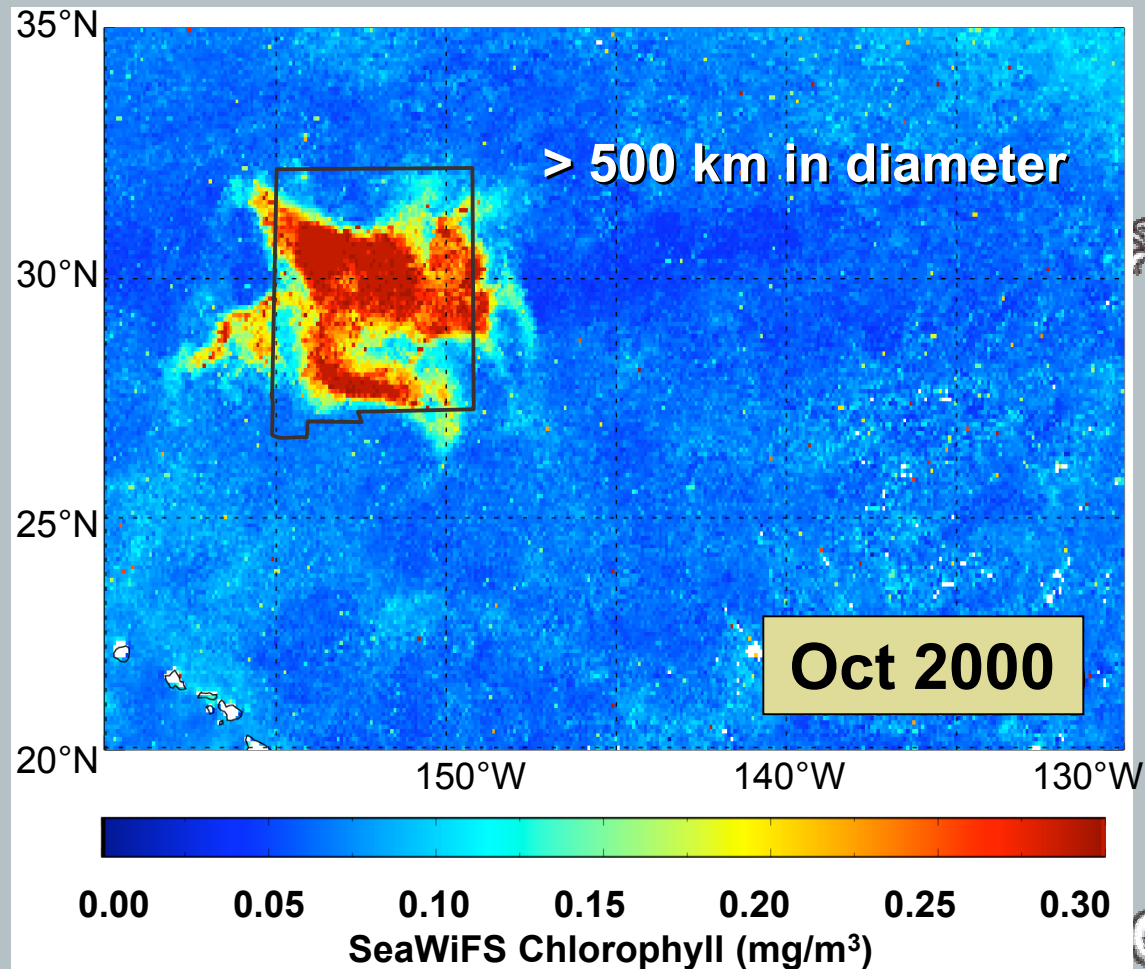 35°N
> 500 km in diameter
30°N
25°N
Oct 2000
20°N
150°W 140°W 130°W
0.00 0.05 0.10 0.15 0.20 0.25 0.30
SeaWiFS Chlorophyll (mg/m³)